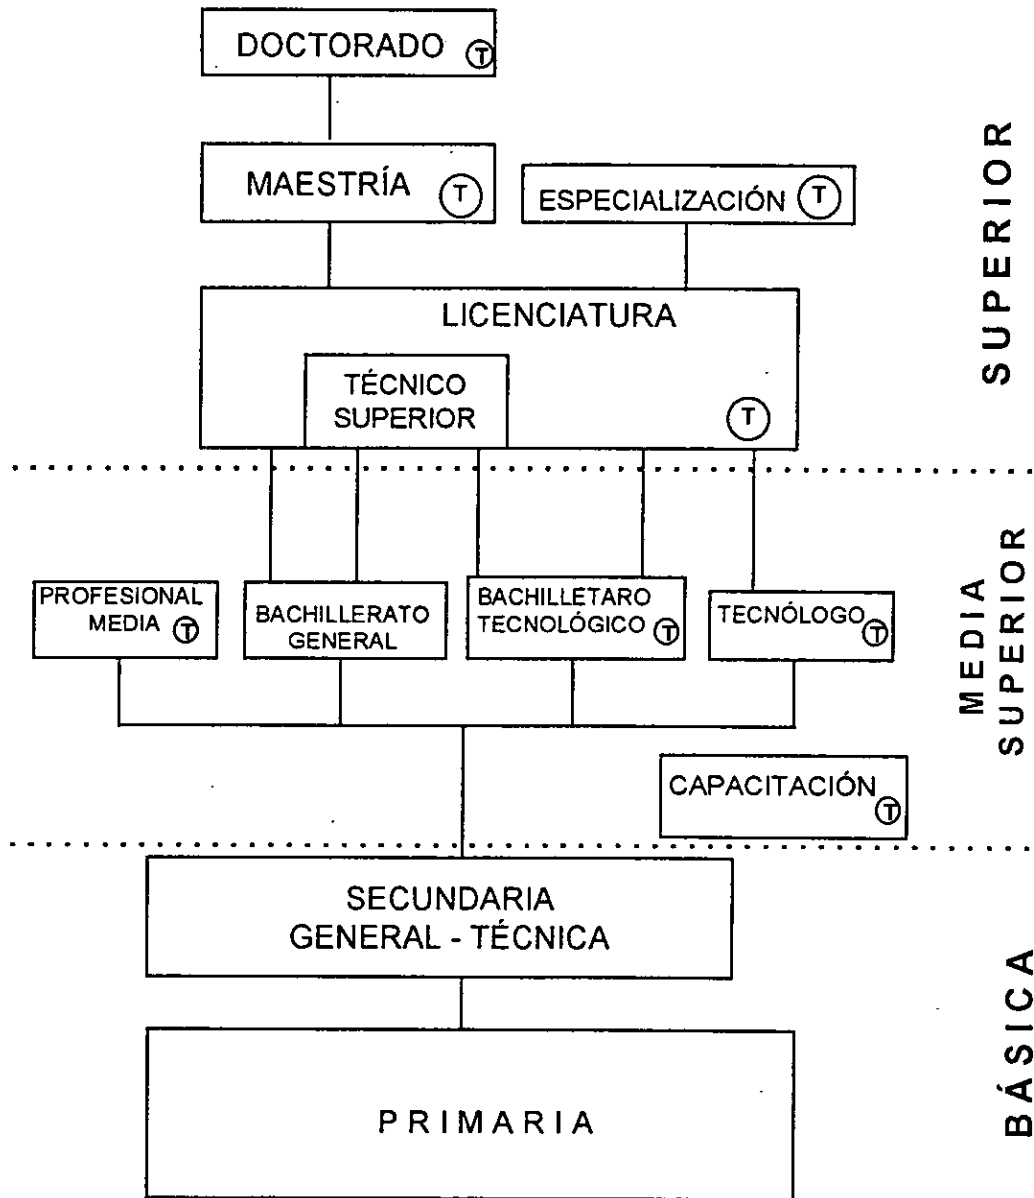 DOCTORADO T
MAESTRÍA T
ESPECIALIZACIÓN T
LICENCIATURA
TÉCNICO
SUPERIOR
T
SUPERIOR
PROFESIONAL
MEDIA T
BACHILLERATO
GENERAL
BACHILLETARO
TECNOLÓGICO T
TECNÓLOGO T
MEDIA
SUPERIOR
CAPACITACIÓN
T
SECUNDARIA
GENERAL - TÉCNICA
PRIMARIA
BÁSICA